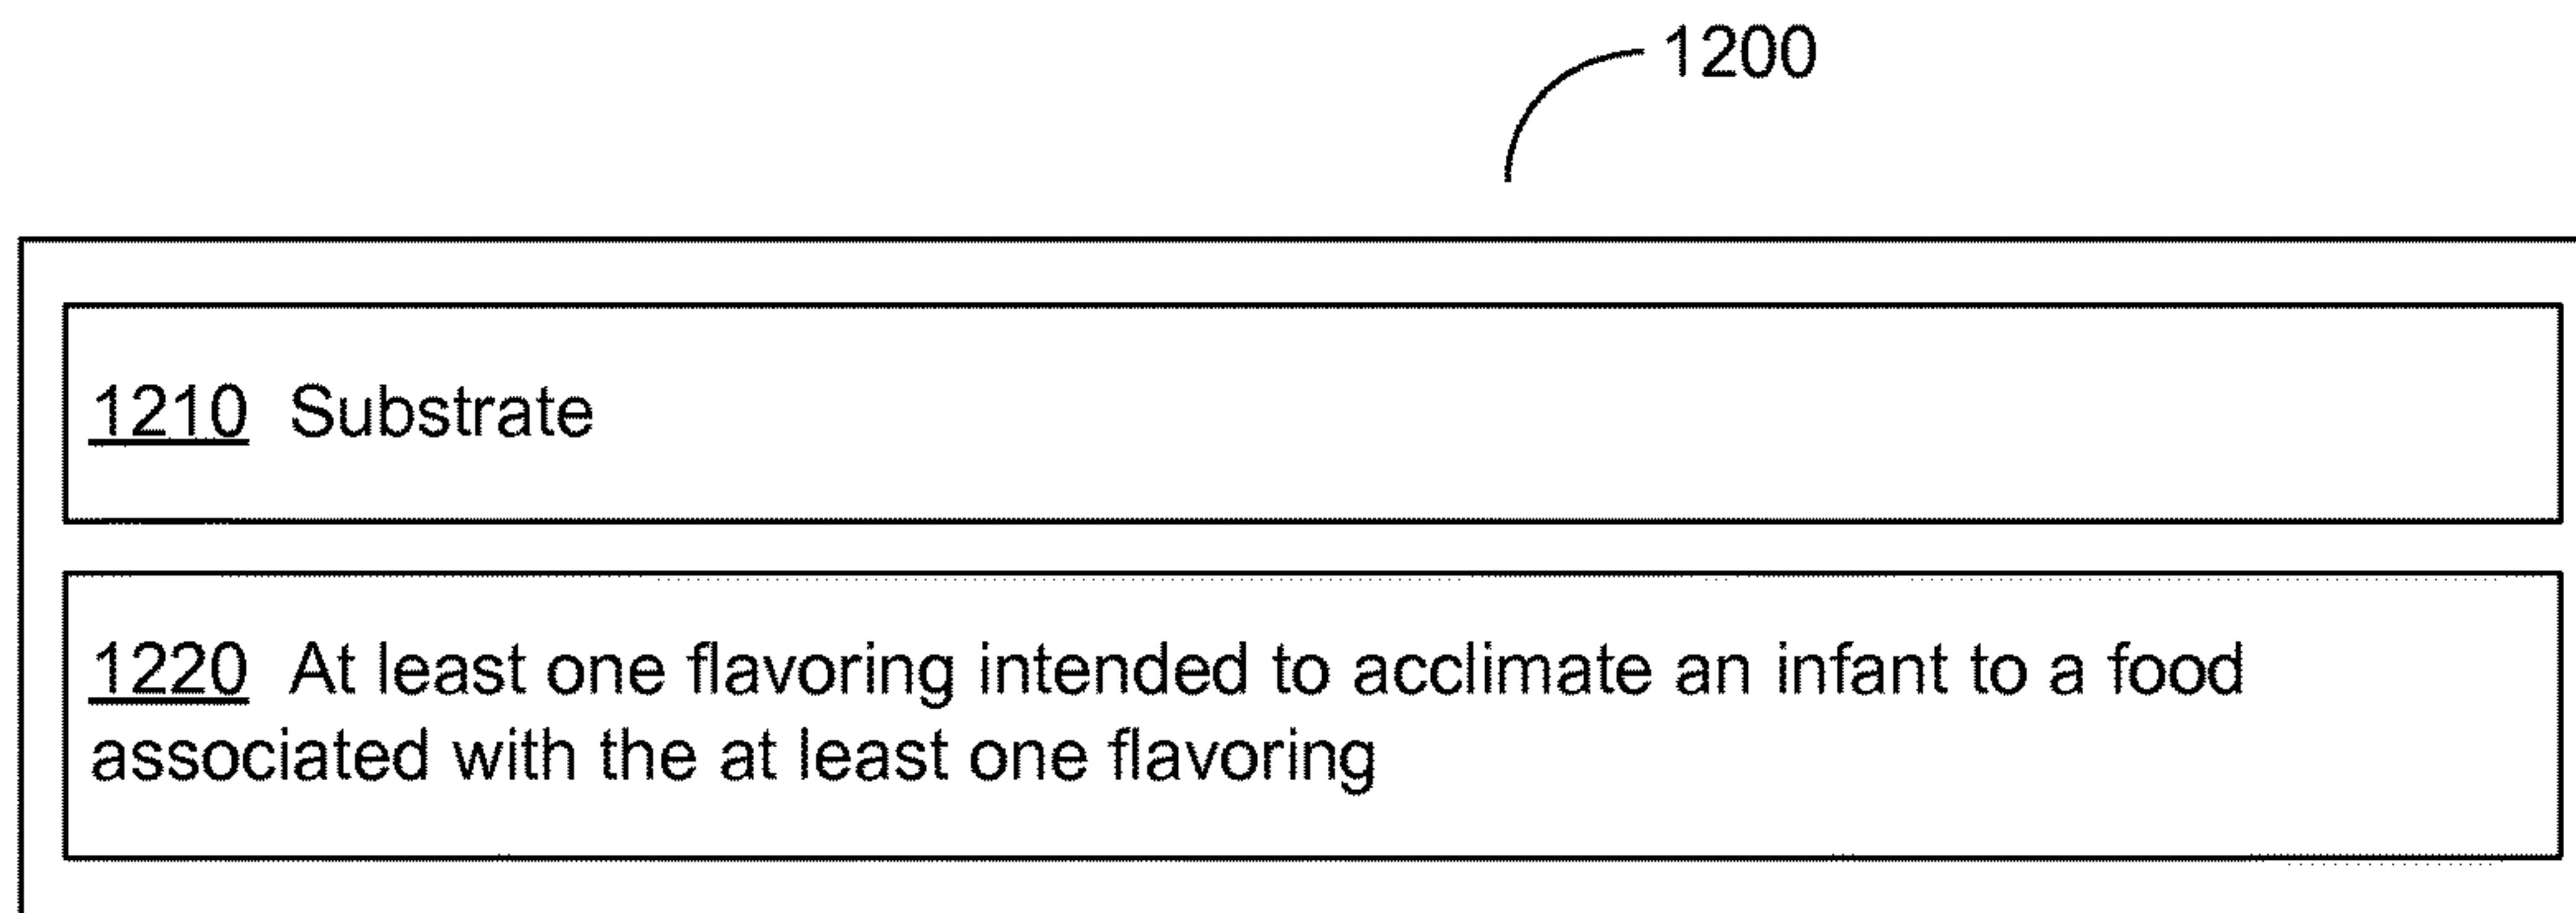 1200
1210 Substrate
1220 At least one flavoring intended to acclimate an infant to a food
associated with the at least one flavoring